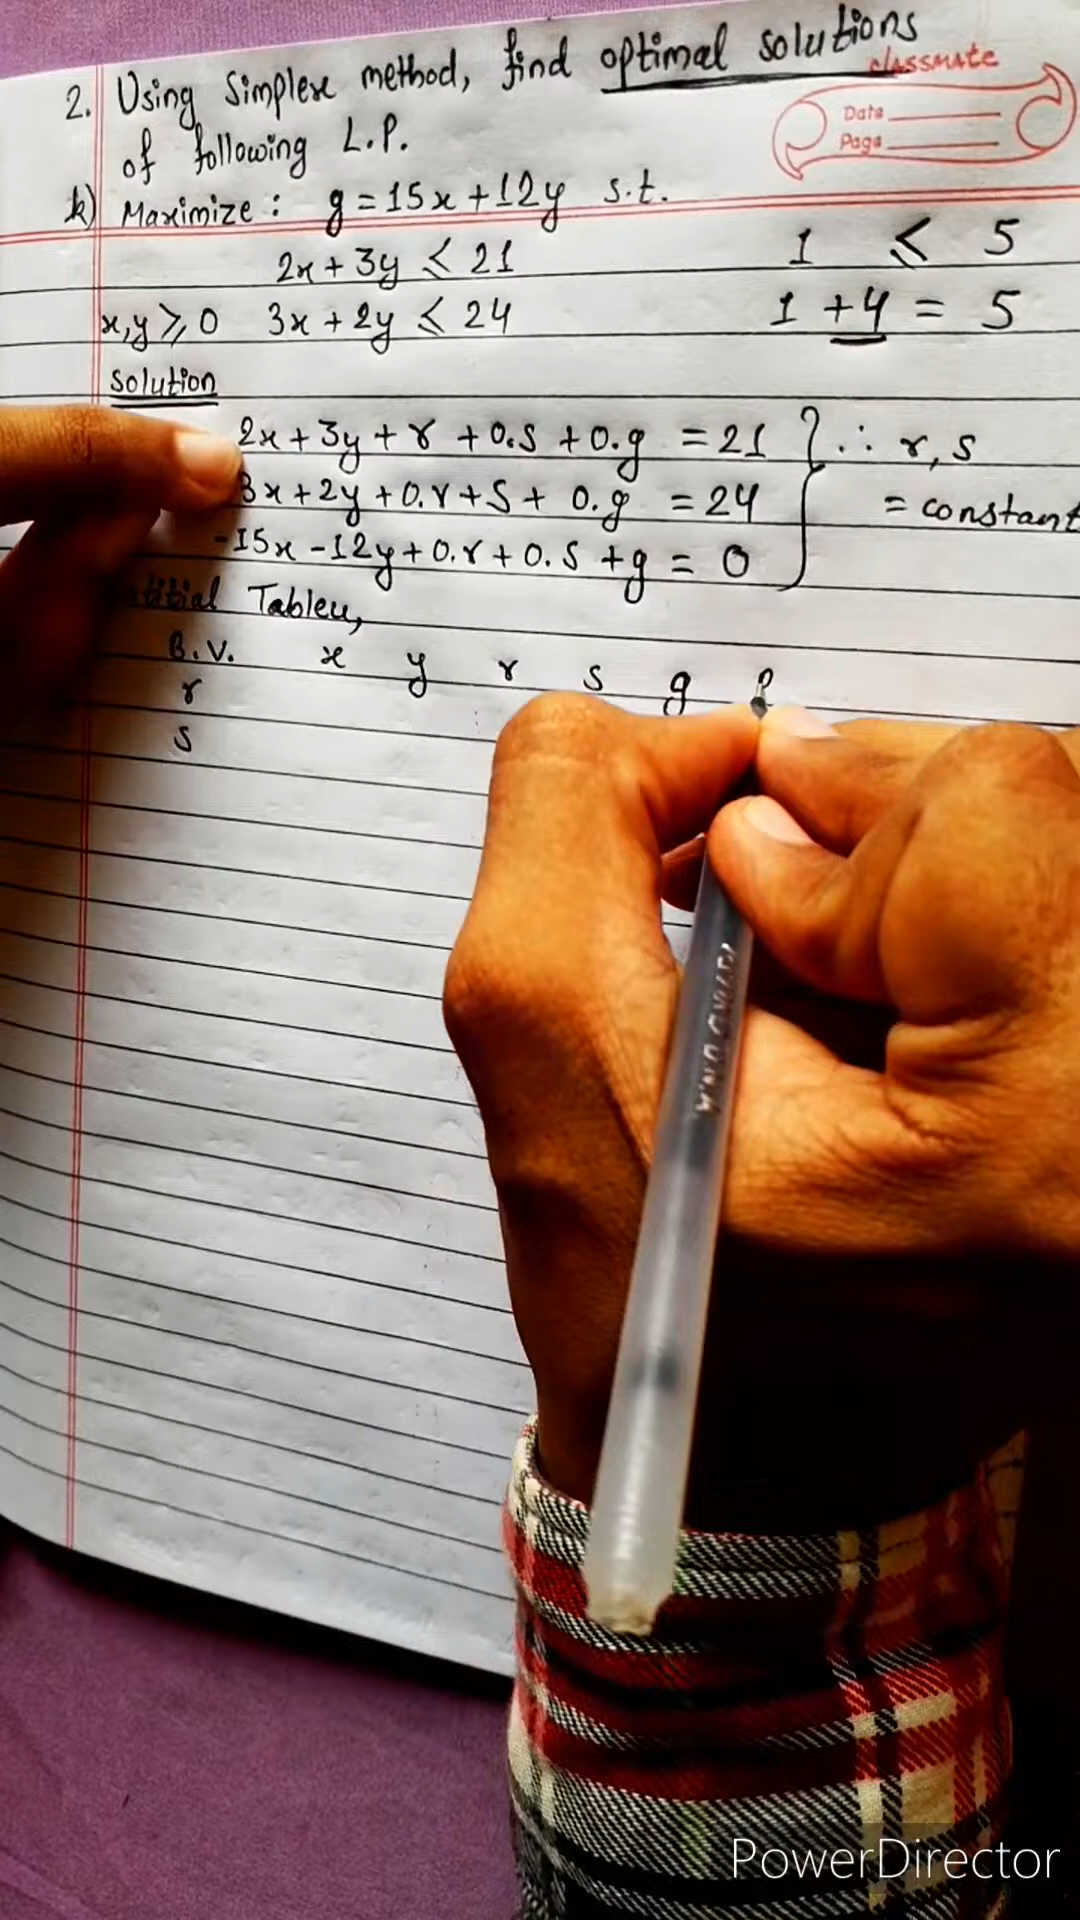 2. Using Simplex method, find optimal solutions
classmate
Date
Page
of following L.P.
k) Maximize : g = 15x + 12y s.t.
2x + 3y ≤ 21
1 ≤ 5
x, y ≥ 0 3x + 2y ≤ 24
1 + 4 = 5
Solution
2x + 3y + r + 0.s + 0.g = 21 } ∴ r, s
3x + 2y + 0.r + s + 0.g = 24 = constant
-15x - 12y + 0.r + 0.s + g = 0
Tableu,
B.V. x y r s g
r
s
PowerDirector